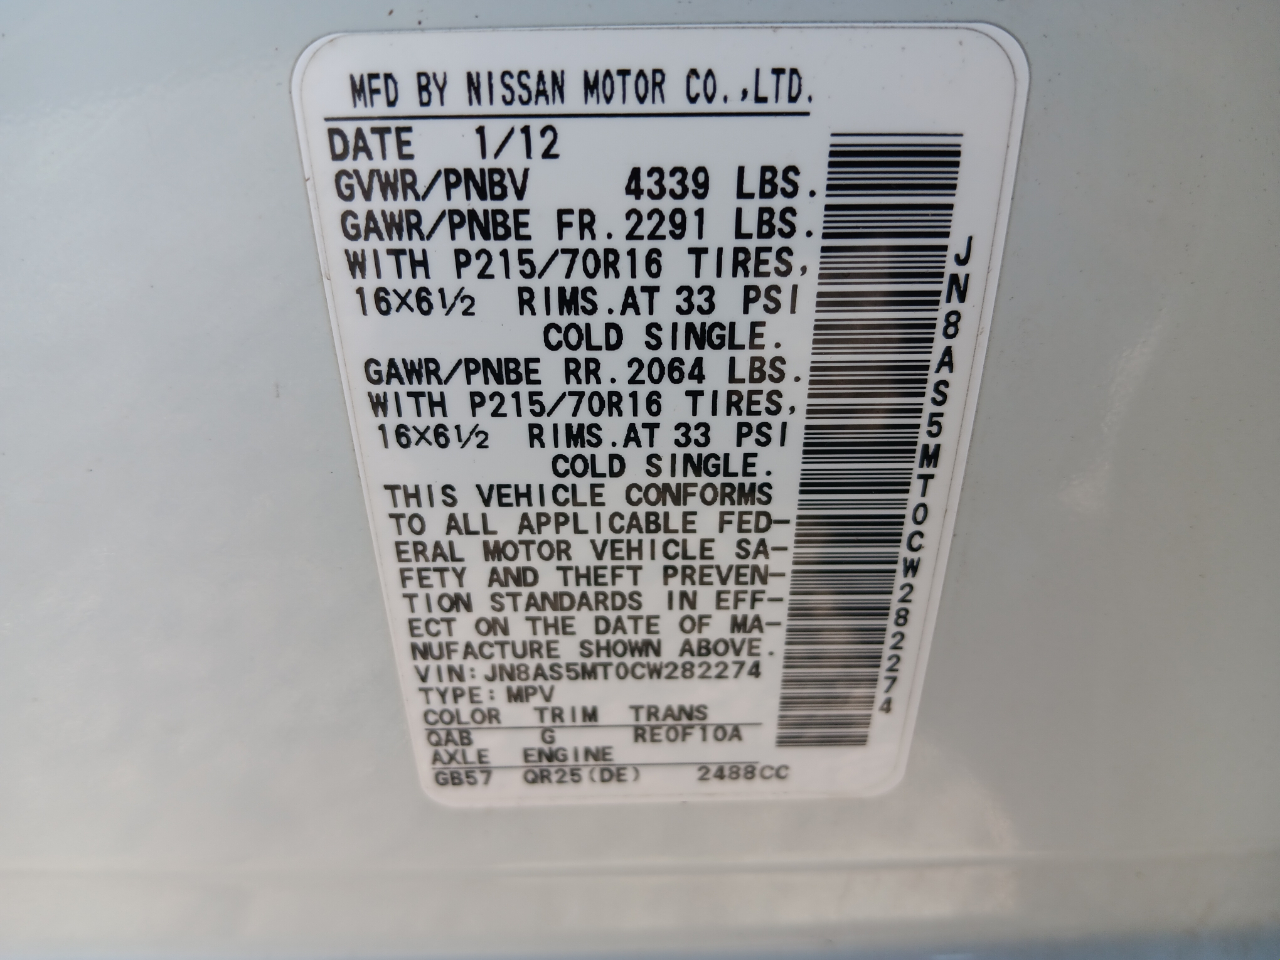 MFD BY NISSAN MOTOR CO.,LTD.
DATE 1/12
GVWR/PNBV 4339 LBS.
GAWR/PNBE FR.2291 LBS.
WITH P215/70R16 TIRES,
16X6½ RIMS.AT 33 PSI
COLD SINGLE.
GAWR/PNBE RR.2064 LBS.
WITH P215/70R16 TIRES,
16X6½ RIMS.AT 33 PSI
COLD SINGLE.
THIS VEHICLE CONFORMS
TO ALL APPLICABLE FED-
ERAL MOTOR VEHICLE SA-
FETY AND THEFT PREVEN-
TION STANDARDS IN EFF-
ECT ON THE DATE OF MA-
NUFACTURE SHOWN ABOVE.
VIN:JN8AS5MT0CW282274
TYPE:MPV
COLOR TRIM TRANS
QAB G RE0F10A
AXLE ENGINE
GB57 QR25(DE) 2488CC
JN8AS5MT0CW282274